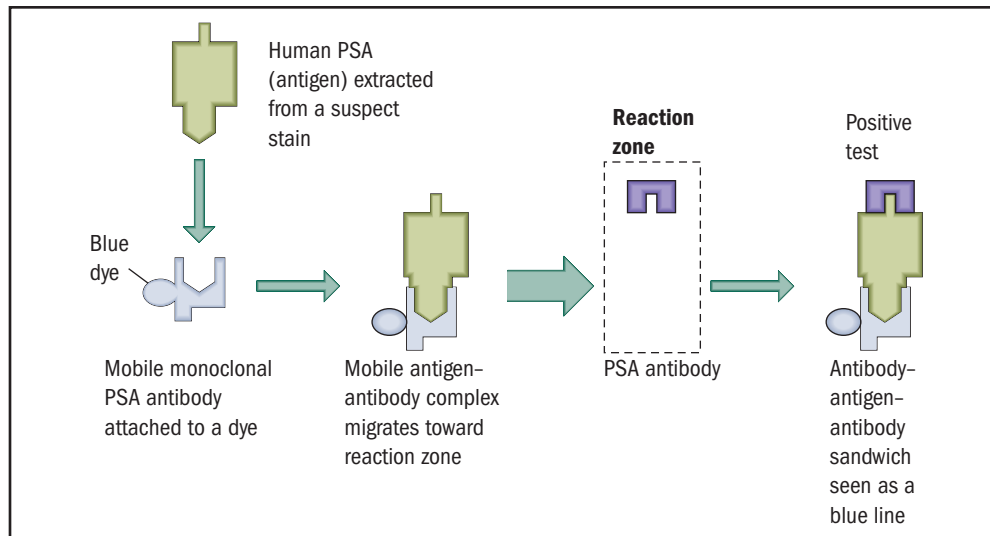 Human PSA
(antigen) extracted
from a suspect
stain
Blue
dye
Mobile monoclonal
PSA antibody
attached to a dye
Mobile antigen–
antibody complex
migrates toward
reaction zone
Reaction
zone
PSA antibody
Positive
test
Antibody–
antigen–
antibody
sandwich
seen as a
blue line